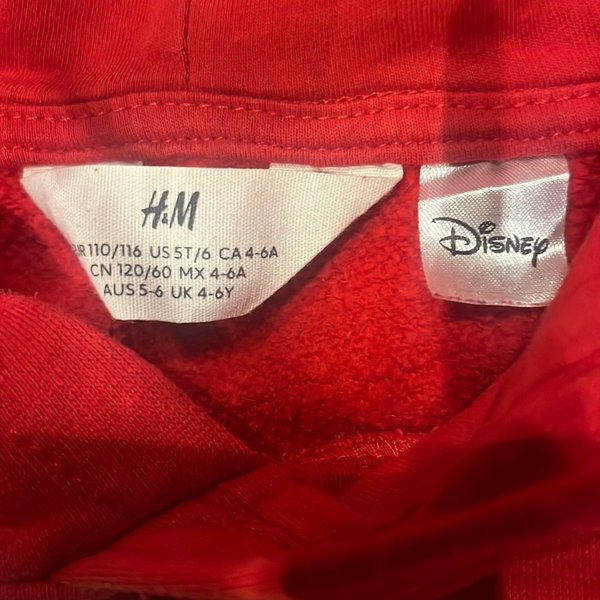 H&M
110/116 US 5T/6 CA 4-6A
CN 120/60 MX 4-6A
AUS 5-6 UK 4-6Y
Disney